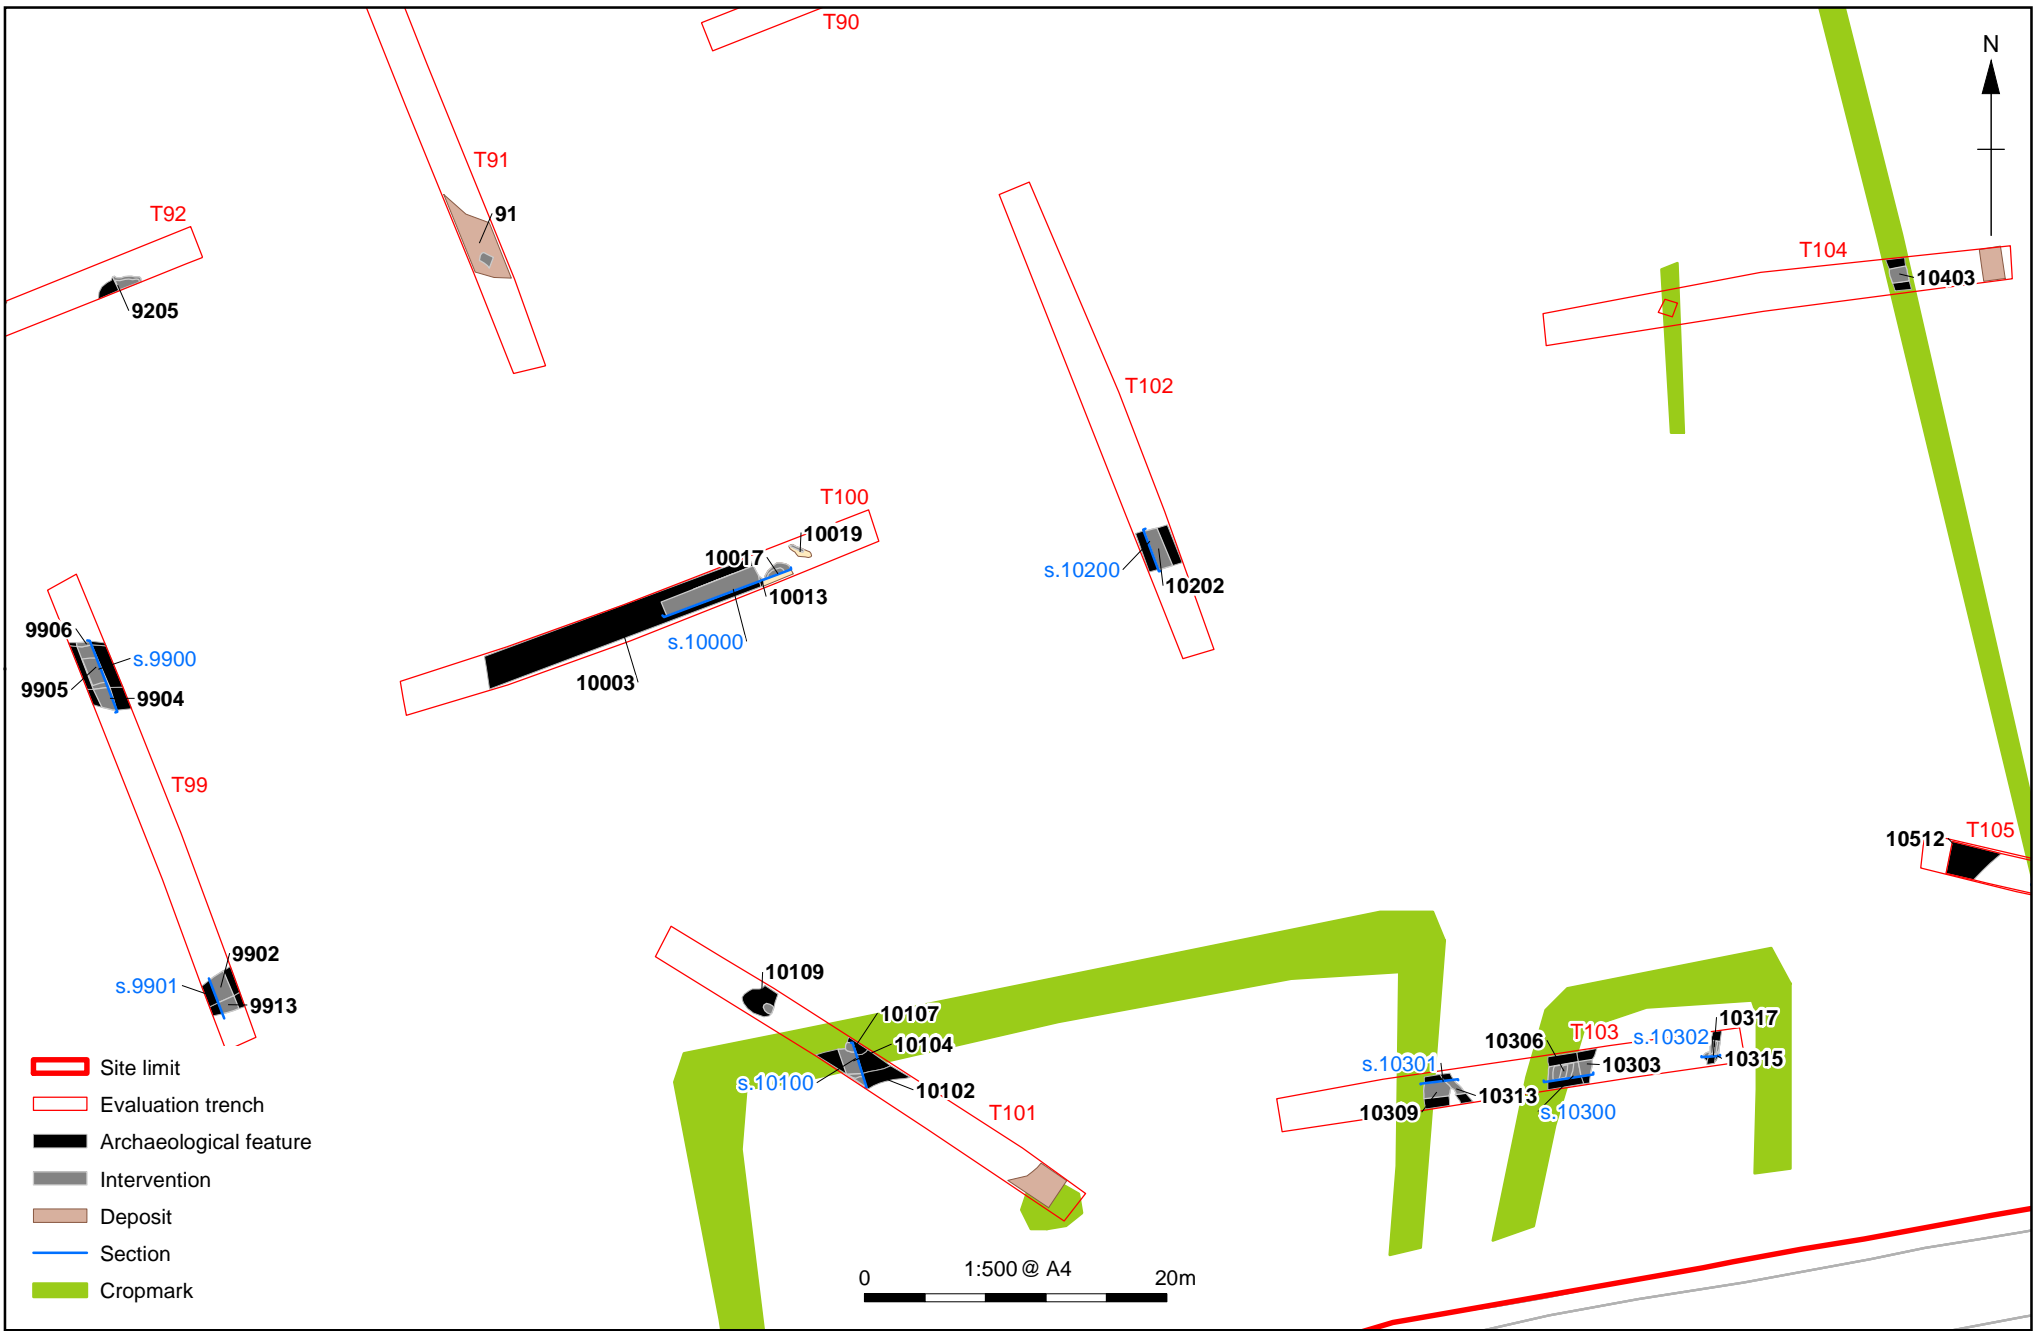 T90
N
T91
91
T92
9205
T104
10403
T102
T100
10019
10017
10013
s.10000
10003
s.10200
10202
9906
s.9900
9905
9904
T99
T105
10512
9902
s.9901
9913
10109
10107
10104
s.10100
10102
T101
10317
T103
s.10302
10306
10303
10315
s.10301
10313
10309
s.10300
Site limit
Evaluation trench
Archaeological feature
Intervention
Deposit
Section
Cropmark
1:500 @ A4
0
20m